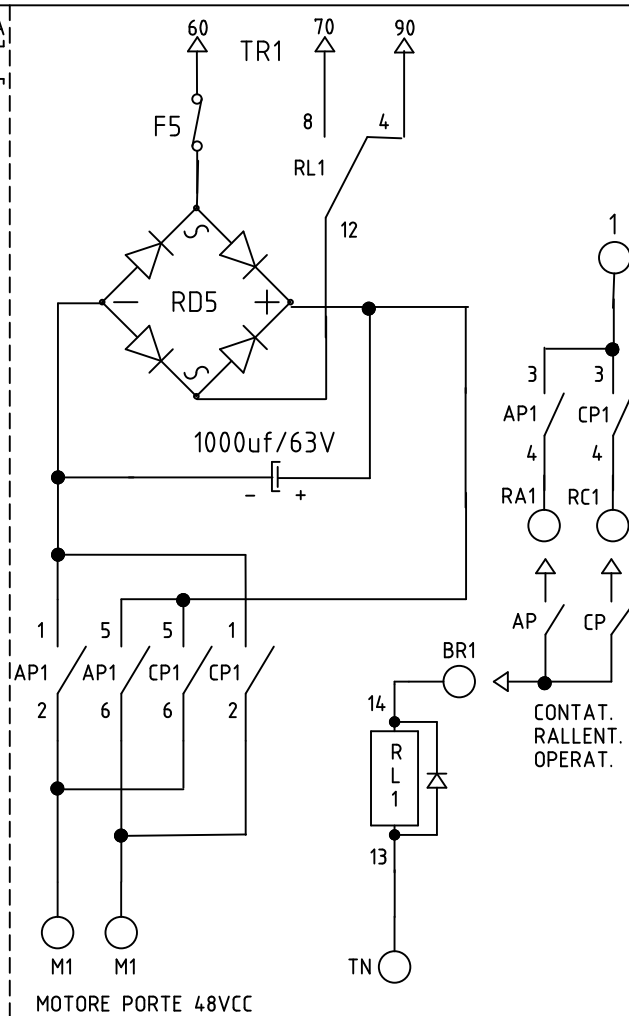 60
TR1
70
90
F5
8
4
RL1
12
1
RD5
1000uf/63V
- +
3
3
AP1
CP1
4
4
RA1
RC1
1
5
5
1
AP1
AP1
CP1
CP1
2
6
6
2
AP
CP
BR1
14
CONTAT.
RALLENT.
OPERAT.
R
L
1
13
M1
M1
TN
MOTORE PORTE 48VCC